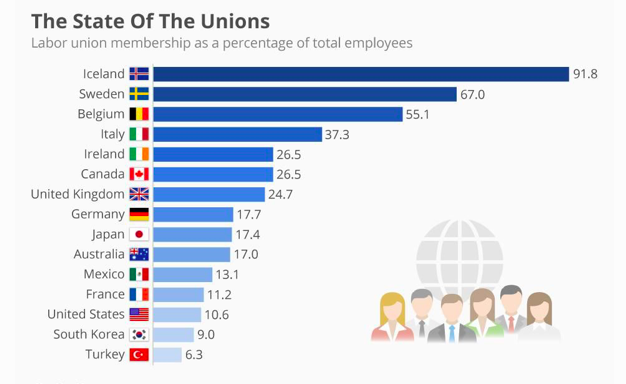 The State Of The Unions
Labor union membership as a percentage of total employees
Iceland 91.8
Sweden 67.0
Belgium 55.1
Italy 37.3
Ireland 26.5
Canada 26.5
United Kingdom 24.7
Germany 17.7
Japan 17.4
Australia 17.0
Mexico 13.1
France 11.2
United States 10.6
South Korea 9.0
Turkey 6.3